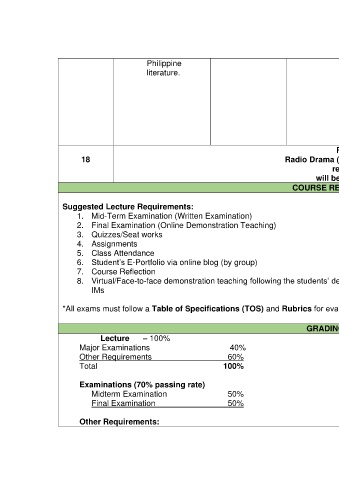 Philippine
literature.
18
Radio Drama (
re
will be
COURSE RE
Suggested Lecture Requirements:
1. Mid-Term Examination (Written Examination)
2. Final Examination (Online Demonstration Teaching)
3. Quizzes/Seat works
4. Assignments
5. Class Attendance
6. Student's E-Portfolio via online blog (by group)
7. Course Reflection
8. Virtual/Face-to-face demonstration teaching following the students' de
IMs
*All exams must follow a Table of Specifications (TOS) and Rubrics for eva
GRADING
Lecture – 100%
Major Examinations 40%
Other Requirements 60%
Total 100%
Examinations (70% passing rate)
Midterm Examination 50%
Final Examination 50%
Other Requirements: